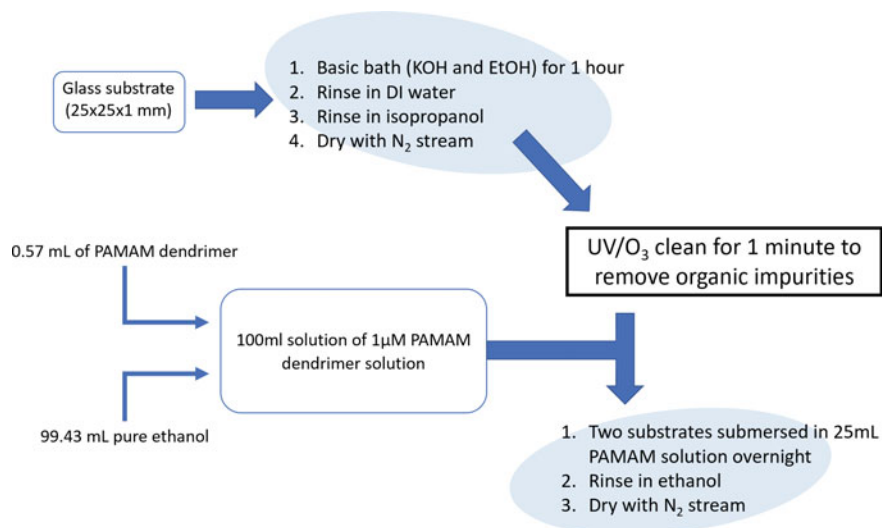 Glass substrate
(25x25x1 mm)
1. Basic bath (KOH and EtOH) for 1 hour
2. Rinse in DI water
3. Rinse in isopropanol
4. Dry with N₂ stream
UV/O₃ clean for 1 minute to
remove organic impurities
0.57 mL of PAMAM dendrimer
100ml solution of 1µM PAMAM
dendrimer solution
99.43 mL pure ethanol
1. Two substrates submersed in 25mL
PAMAM solution overnight
2. Rinse in ethanol
3. Dry with N₂ stream